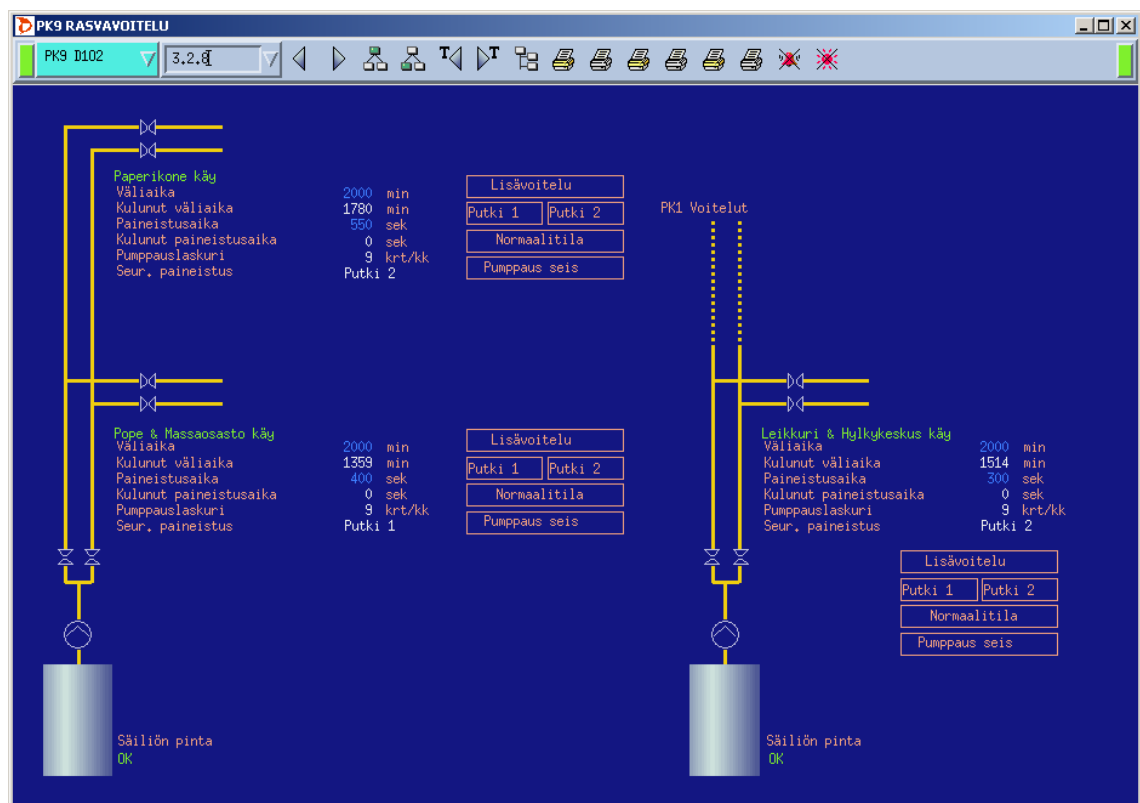 PK9 RASVAVOITELU
PK9 D102 3.2.8
T T
Paperikone käy
Väliaika 2000 min
Kulunut väliaika 1780 min
Paineistusaika 550 sek
Kulunut paineistusaika 0 sek
Pumppauslaskuri 9 krt/kk
Seur. paineistus Putki 2
Lisävoitelu
Putki 1 Putki 2
Normaalitila
Pumppaus seis
PK1 Voitelut
Pope & Massaosasto käy
Väliaika 2000 min
Kulunut väliaika 1359 min
Paineistusaika 400 sek
Kulunut paineistusaika 0 sek
Pumppauslaskuri 9 krt/kk
Seur. paineistus Putki 1
Lisävoitelu
Putki 1 Putki 2
Normaalitila
Pumppaus seis
Leikkuri & Hylkykeskus käy
Väliaika 2000 min
Kulunut väliaika 1514 min
Paineistusaika 300 sek
Kulunut paineistusaika 0 sek
Pumppauslaskuri 9 krt/kk
Seur. paineistus Putki 2
Lisävoitelu
Putki 1 Putki 2
Normaalitila
Pumppaus seis
Säiliön pinta
OK
Säiliön pinta
OK